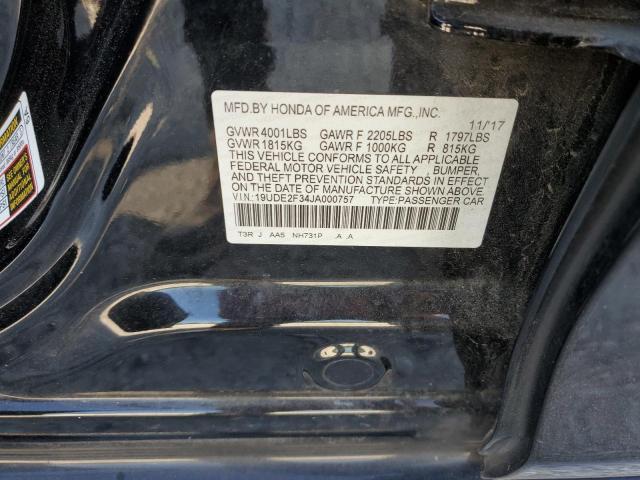 MFD.BY HONDA OF AMERICA MFG.,INC.
11/17
GVWR 4001LBS GAWR F 2205LBS R 1797LBS
GVWR 1815KG GAWR F 1000KG R 815KG
THIS VEHICLE CONFORMS TO ALL APPLICABLE
FEDERAL MOTOR VEHICLE SAFETY , BUMPER,
AND THEFT PREVENTION STANDARDS IN EFFECT
ON THE DATE OF MANUFACTURE SHOWN ABOVE.
VIN:19UDE2F34JA000757 TYPE:PASSENGER CAR
T3R J AA5 NH731P .A .A